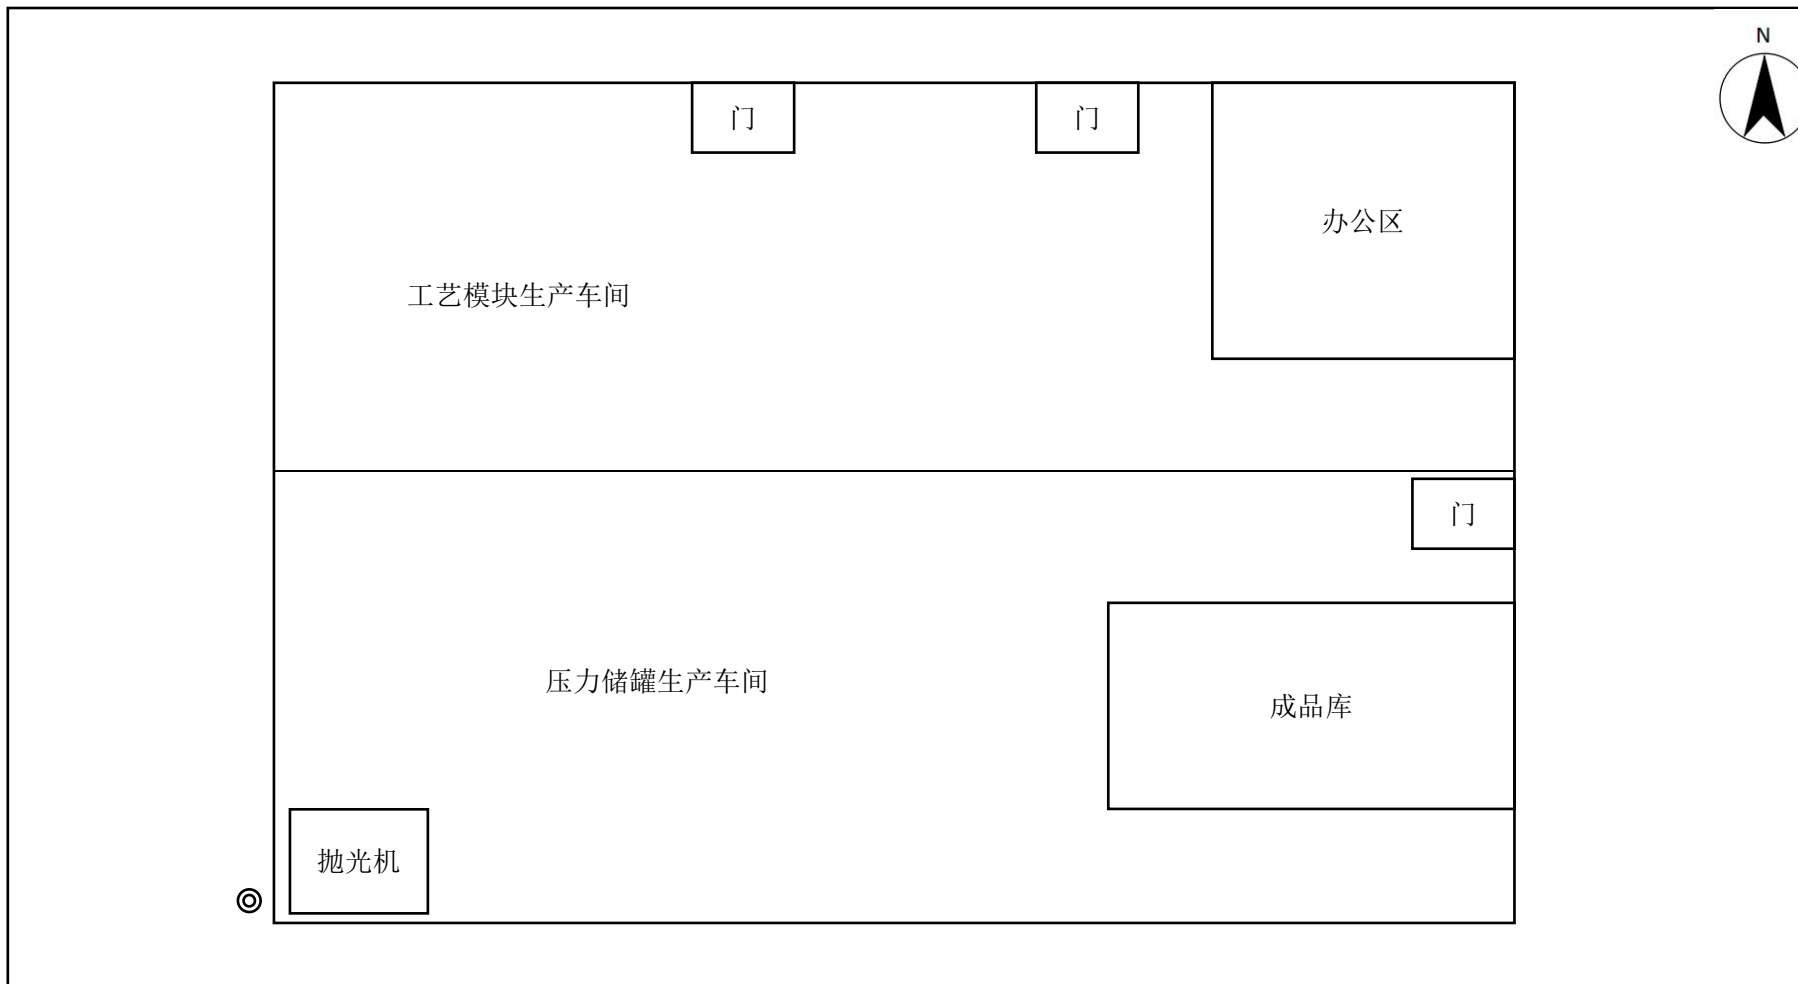 N
门
门
办公区
工艺模块生产车间
门
压力储罐生产车间
成品库
抛光机